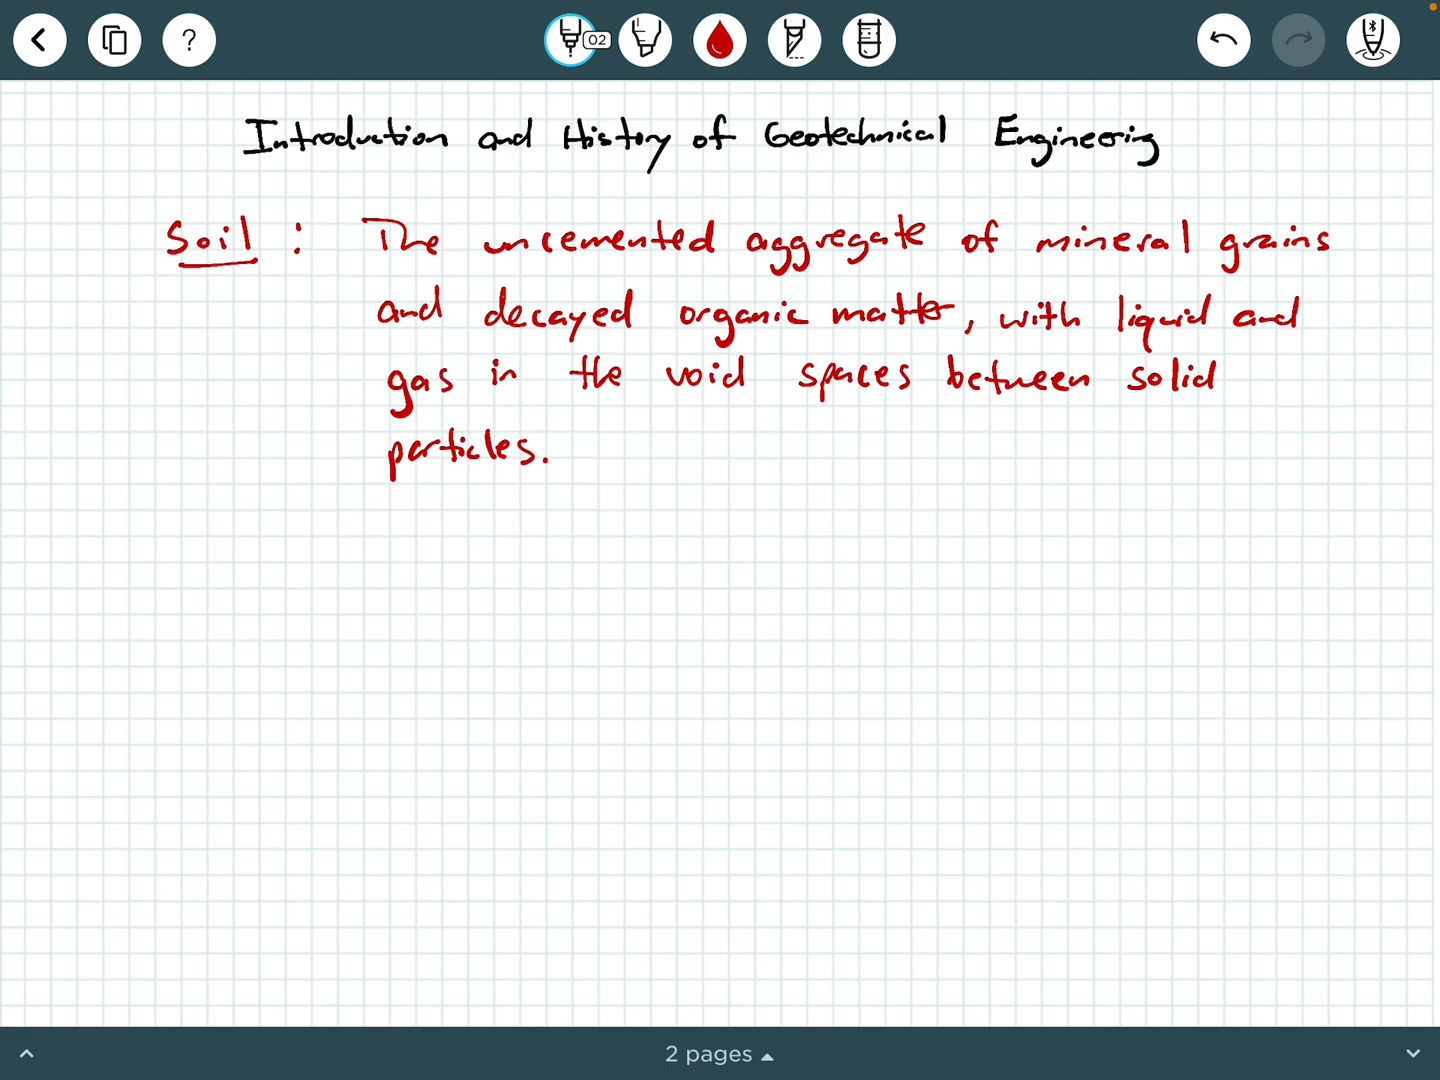 ?
02
Introduction and History of Geotechnical Engineering
Soil : The uncemented aggregate of mineral grains
and decayed organic matter, with liquid and
gas in the void spaces between solid
particles.
2 pages